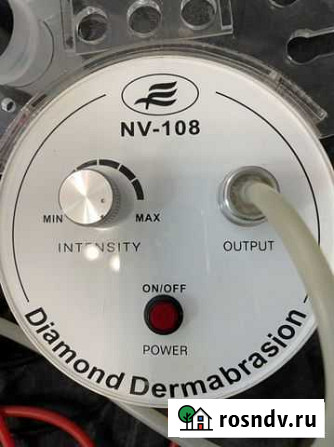 NV-108
MIN MAX
INTENSITY OUTPUT
ON/OFF
POWER
Diamond Dermabrasion
rosndv.ru